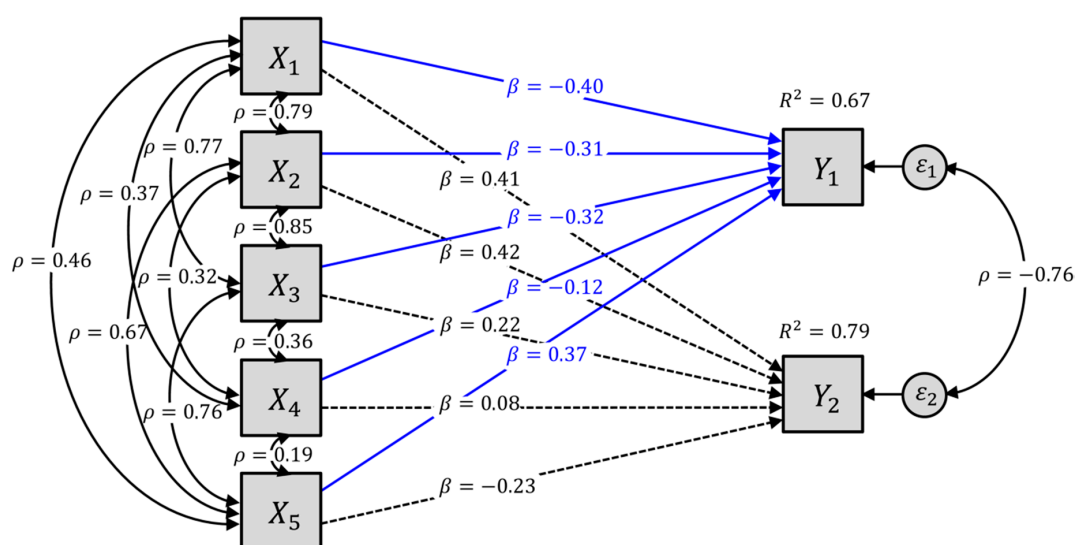 X₁
ρ = 0.79
X₂
ρ = 0.85
X₃
ρ = 0.36
X₄
ρ = 0.19
X₅
ρ = 0.77
ρ = 0.37
ρ = 0.46
ρ = 0.32
ρ = 0.67
ρ = 0.76
β = −0.40
β = −0.31
β = 0.41
β = −0.32
β = 0.42
β = −0.12
β = 0.22
β = 0.37
β = 0.08
β = −0.23
R² = 0.67
Y₁
ε₁
ρ = −0.76
R² = 0.79
Y₂
ε₂